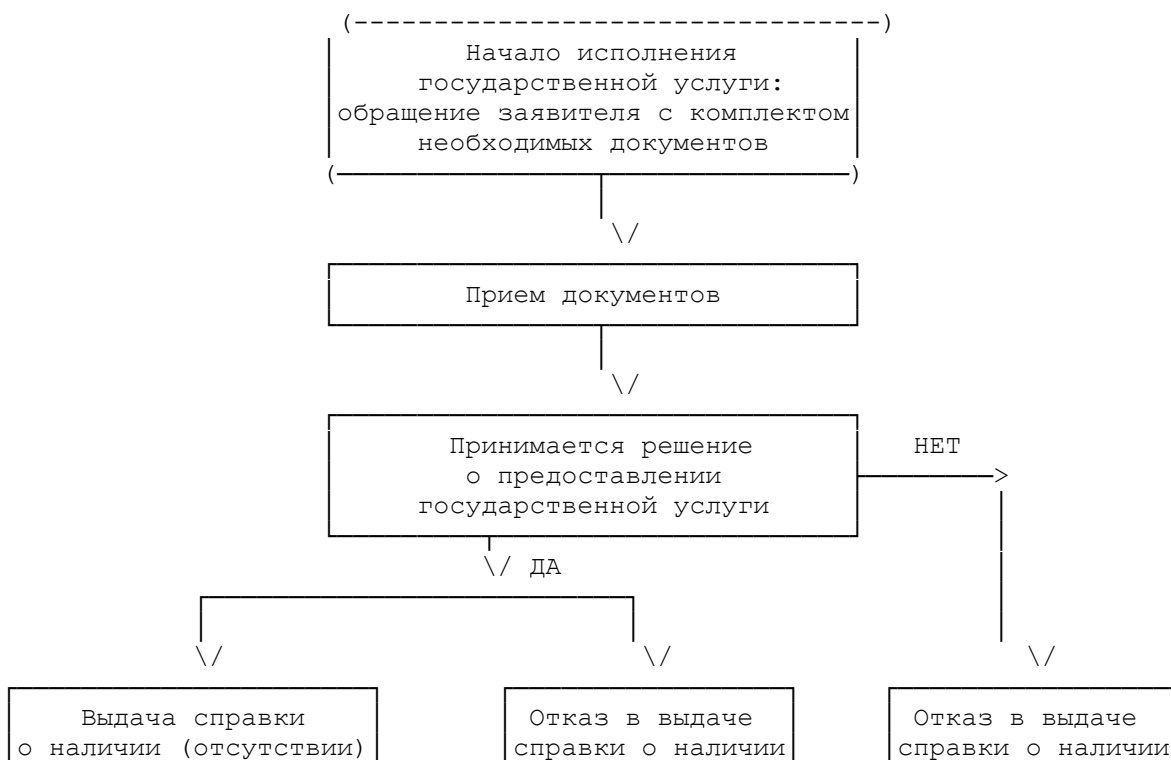 Начало исполнения
государственной услуги:
обращение заявителя с комплектом
необходимых документов
Прием документов
Принимается решение
о предоставлении
государственной услуги
НЕТ
ДА
Выдача справки
о наличии (отсутствии)
Отказ в выдаче
справки о наличии
Отказ в выдаче
справки о наличии